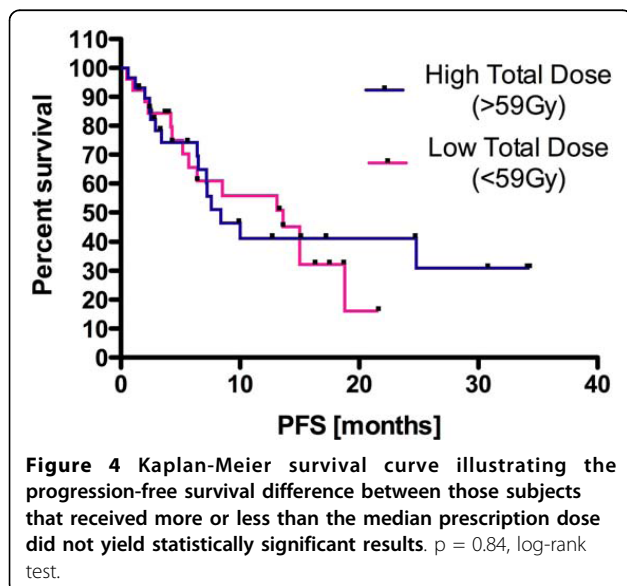 110
100
90
80
70
60
50
40
30
20
10
0
Percent survival
High Total Dose
(>59Gy)
Low Total Dose
(<59Gy)
0 10 20 30 40
PFS [months]
Figure 4 Kaplan-Meier survival curve illustrating the
progression-free survival difference between those subjects
that received more or less than the median prescription dose
did not yield statistically significant results. p = 0.84, log-rank
test.